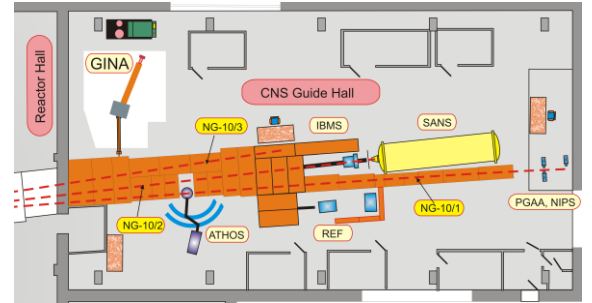 Reactor Hall
GINA
CNS Guide Hall
NG-10/3
IBMS
SANS
NG-10/2
ATHOS
REF
NG-10/1
PGAA, NIPS